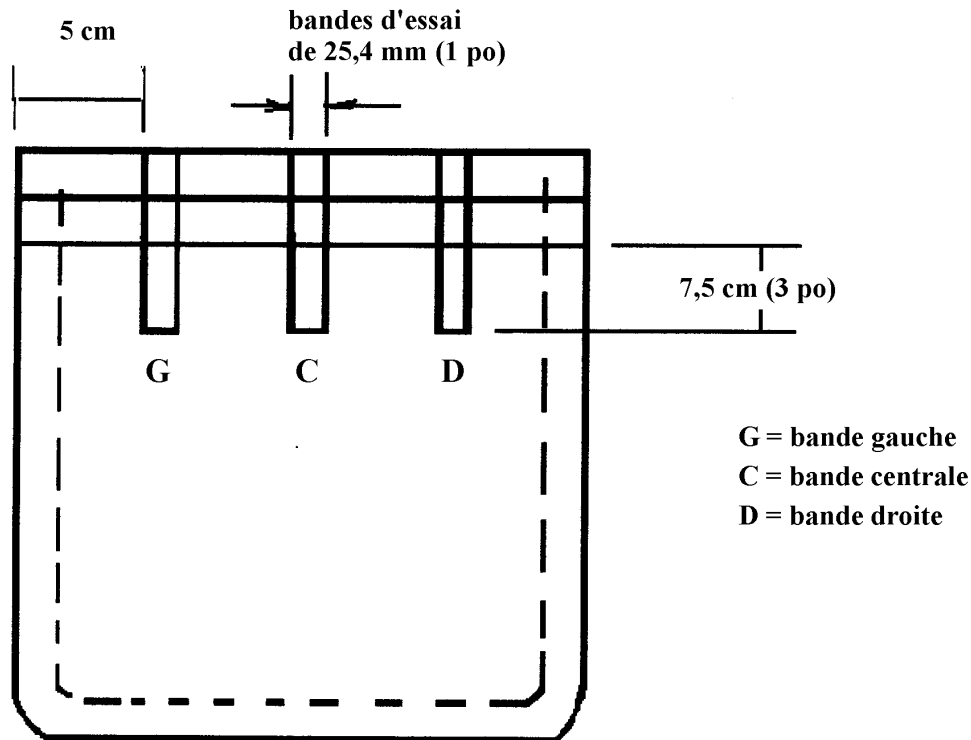 5 cm
bandes d'essai
de 25,4 mm (1 po)
7,5 cm (3 po)
G
C
D
G = bande gauche
C = bande centrale
D = bande droite